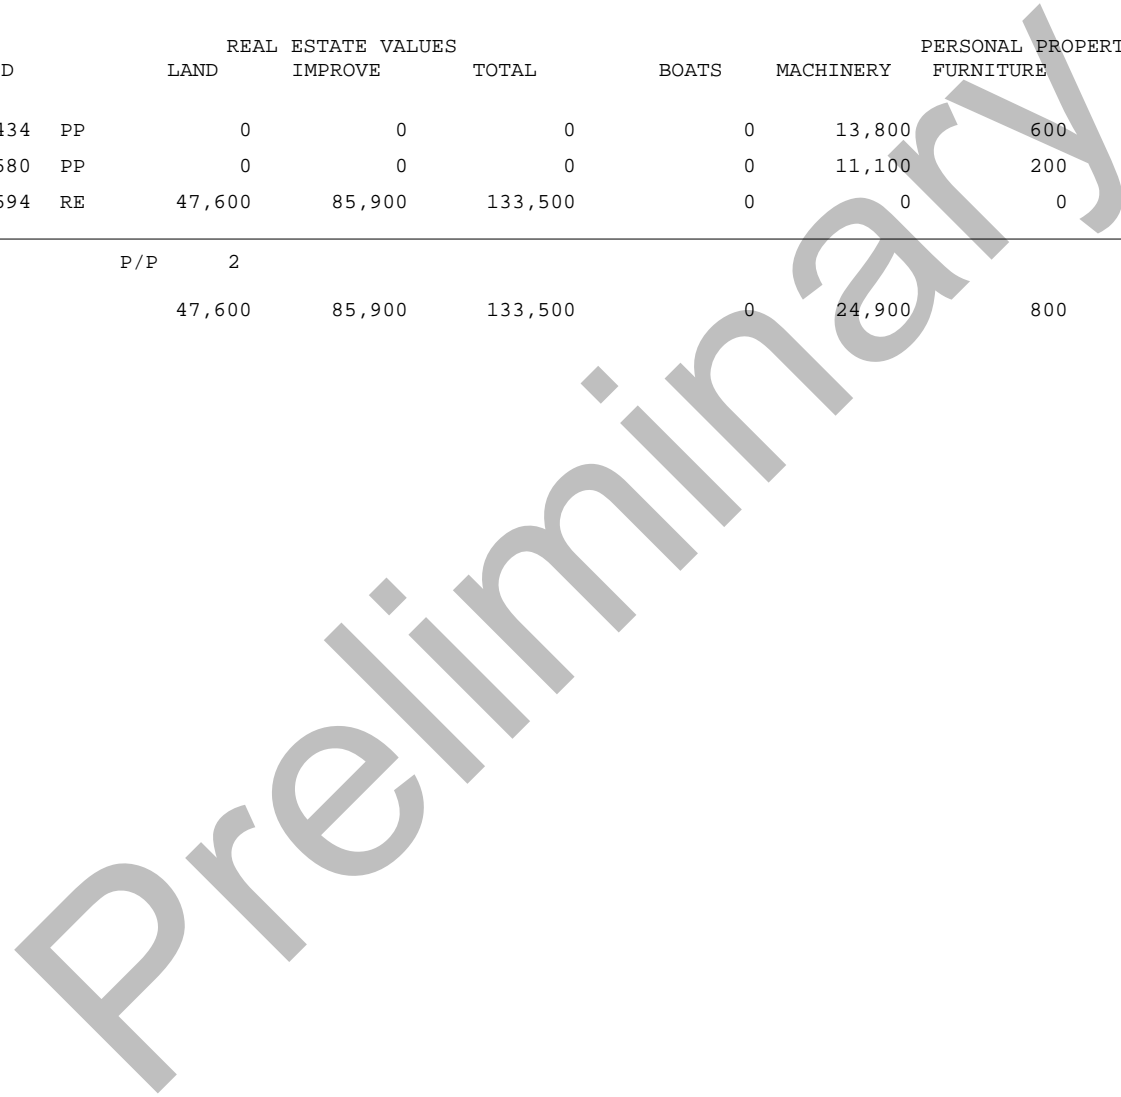 REAL ESTATE VALUES PERSONAL PROPERT
D LAND IMPROVE TOTAL BOATS MACHINERY FURNITURE
434 PP 0 0 0 0 13,800 600
580 PP 0 0 0 0 11,100 200
594 RE 47,600 85,900 133,500 0 0 0
P/P 2
47,600 85,900 133,500 0 24,900 800
Preliminary